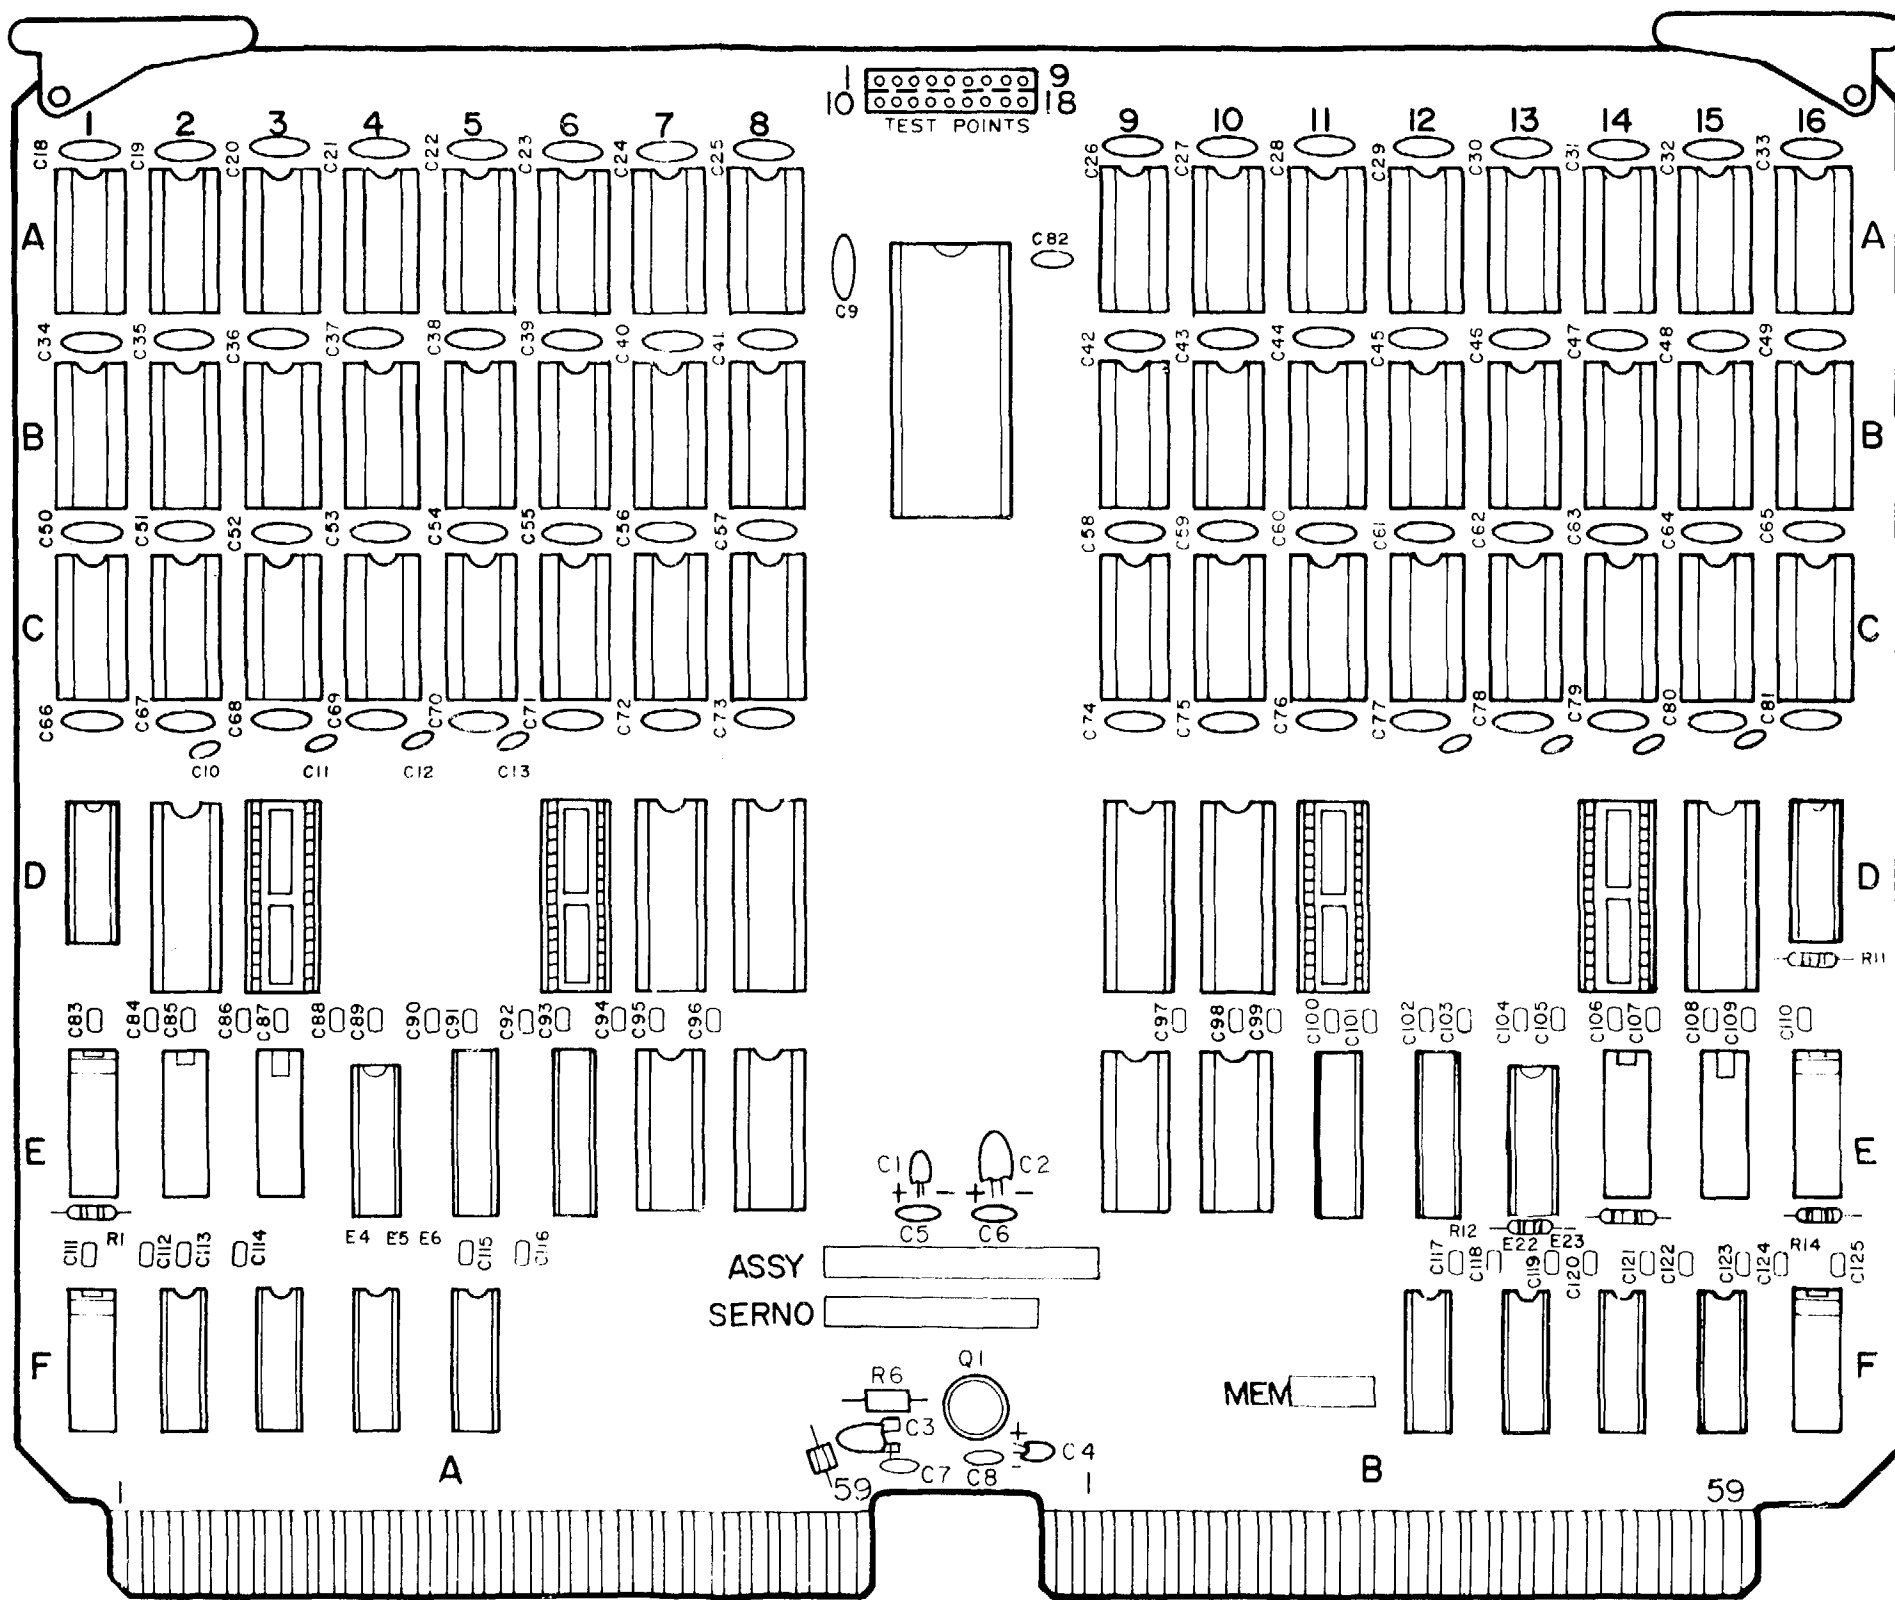 1 9
10 18
TEST POINTS
1 2 3 4 5 6 7 8 9 10 11 12 13 14 15 16
C18 C19 C20 C21 C22 C23 C24 C25 C26 C27 C28 C29 C30 C31 C32 C33
A A
C82
C9
C34 C35 C36 C37 C38 C39 C40 C41 C42 C43 C44 C45 C46 C47 C48 C49
B B
C50 C51 C52 C53 C54 C55 C56 C57 C58 C59 C60 C61 C62 C63 C64 C65
C C
C66 C67 C68 C69 C70 C71 C72 C73 C74 C75 C76 C77 C78 C79 C80 C81
C10 C11 C12 C13
D D
R11
C83 C84 C85 C86 C87 C88 C89 C90 C91 C92 C93 C94 C95 C96 C97 C98 C99 C100 C101 C102 C103 C104 C105 C106 C107 C108 C109 C110
E E
C1 C2
+ - + -
C5 C6
R1 E4 E5 E6 R12 E22 E23 R14
C111 C112 C113 C114 C115 C116 C117 C118 C119 C120 C121 C122 C123 C124 C125
ASSY
SERNO
F F
R6 Q1
MEM
C3 + C4
+ -
C7 C8
A B
1 59 1 59